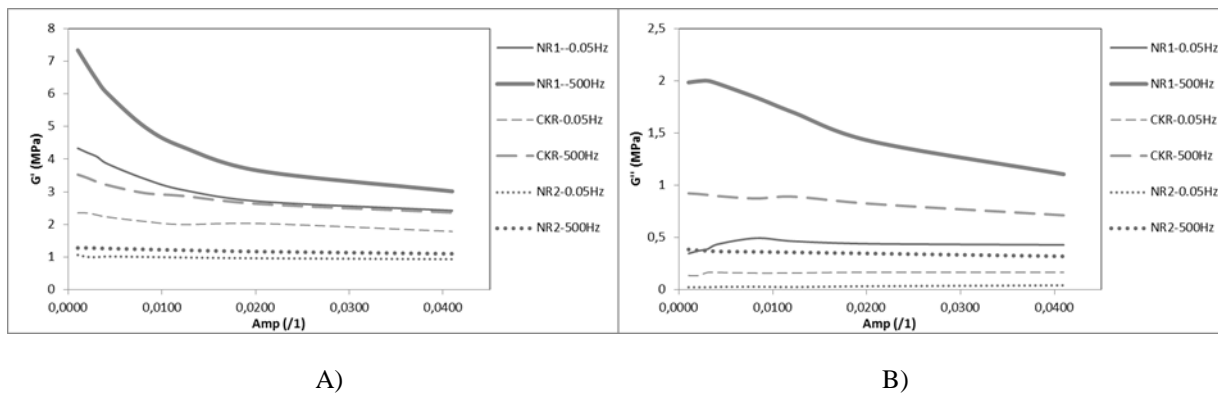 8
7
6
5
4
3
2
1
0
G' (MPa)
0,0000 0,0100 0,0200 0,0300 0,0400
Amp (/1)
NR1--0.05Hz
NR1--500Hz
CKR-0.05Hz
CKR-500Hz
NR2-0.05Hz
NR2-500Hz
2,5
2
1,5
1
0,5
0
G'' (MPa)
0,0000 0,0100 0,0200 0,0300 0,0400
Amp (/1)
NR1-0.05Hz
NR1-500Hz
CKR-0.05Hz
CKR-500Hz
NR2-0.05Hz
NR2-500Hz
A) B)